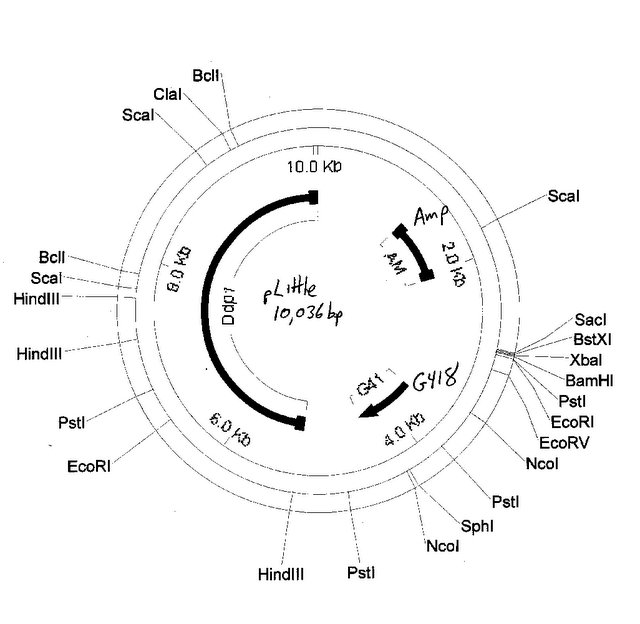 BclI
ClaI
ScaI
10.0 Kb
Amp
ScaI
2.0 Kb
AM
BclI
ScaI
HindIII
8.0 Kb
Ddp1
pLittle
10,036 bp
SacI
BstXI
XbaI
BamHI
PstI
EcoRI
EcoRV
NcoI
HindIII
G41
G418
PstI
6.0 Kb
4.0 Kb
EcoRI
PstI
SphI
NcoI
HindIII
PstI